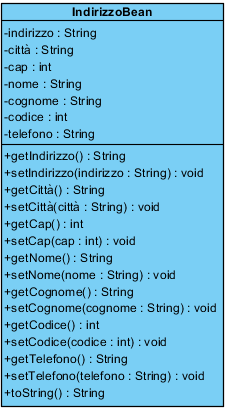 IndirizzoBean
-indirizzo : String
-città : String
-cap : int
-nome : String
-cognome : String
-codice : int
-telefono : String
+getIndirizzo() : String
+setIndirizzo(indirizzo : String) : void
+getCittà() : String
+setCittà(città : String) : void
+getCap() : int
+setCap(cap : int) : void
+getNome() : String
+setNome(nome : String) : void
+getCognome() : String
+setCognome(cognome : String) : void
+getCodice() : int
+setCodice(codice : int) : void
+getTelefono() : String
+setTelefono(telefono : String) : void
+toString() : String